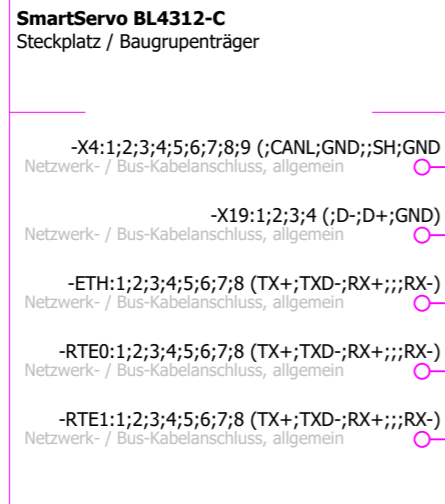 SmartServo BL4312-C
Steckplatz / Baugrupenträger
-X4:1;2;3;4;5;6;7;8;9 (;CANL;GND;;SH;GND
Netzwerk- / Bus-Kabelanschluss, allgemein
-X19:1;2;3;4 (;D-;D+;GND)
Netzwerk- / Bus-Kabelanschluss, allgemein
-ETH:1;2;3;4;5;6;7;8 (TX+;TXD-;RX+;;;RX-)
Netzwerk- / Bus-Kabelanschluss, allgemein
-RTE0:1;2;3;4;5;6;7;8 (TX+;TXD-;RX+;;;RX-)
Netzwerk- / Bus-Kabelanschluss, allgemein
-RTE1:1;2;3;4;5;6;7;8 (TX+;TXD-;RX+;;;RX-)
Netzwerk- / Bus-Kabelanschluss, allgemein